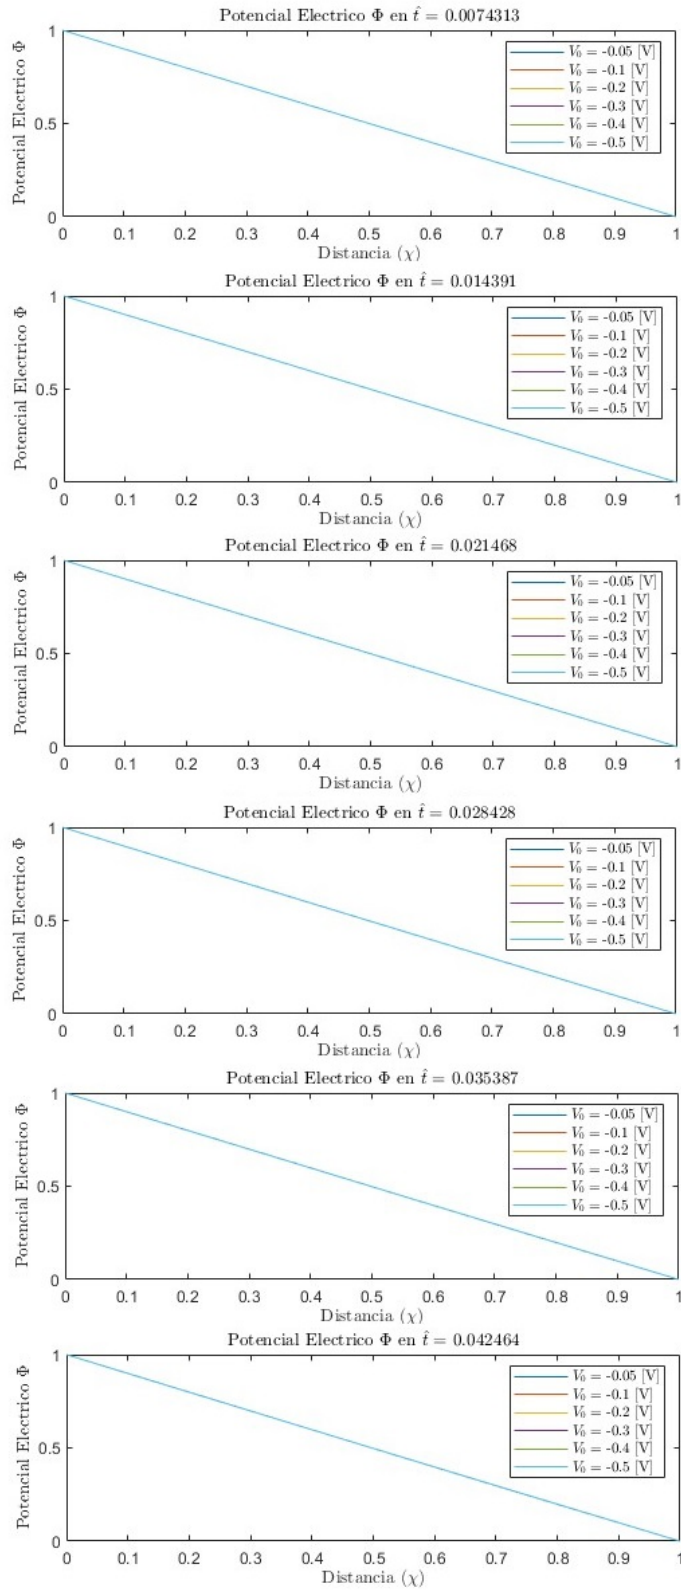 Potencial Electrico Φ en t̂ = 0.0074313
Potencial Electrico Φ
1
0.5
0
V₀ = -0.05 [V]
V₀ = -0.1 [V]
V₀ = -0.2 [V]
V₀ = -0.3 [V]
V₀ = -0.4 [V]
V₀ = -0.5 [V]
0 0.1 0.2 0.3 0.4 0.5 0.6 0.7 0.8 0.9 1
Distancia (χ)
Potencial Electrico Φ en t̂ = 0.014391
Potencial Electrico Φ
1
0.5
0
V₀ = -0.05 [V]
V₀ = -0.1 [V]
V₀ = -0.2 [V]
V₀ = -0.3 [V]
V₀ = -0.4 [V]
V₀ = -0.5 [V]
0 0.1 0.2 0.3 0.4 0.5 0.6 0.7 0.8 0.9 1
Distancia (χ)
Potencial Electrico Φ en t̂ = 0.021468
Potencial Electrico Φ
1
0.5
0
V₀ = -0.05 [V]
V₀ = -0.1 [V]
V₀ = -0.2 [V]
V₀ = -0.3 [V]
V₀ = -0.4 [V]
V₀ = -0.5 [V]
0 0.1 0.2 0.3 0.4 0.5 0.6 0.7 0.8 0.9 1
Distancia (χ)
Potencial Electrico Φ en t̂ = 0.028428
Potencial Electrico Φ
1
0.5
0
V₀ = -0.05 [V]
V₀ = -0.1 [V]
V₀ = -0.2 [V]
V₀ = -0.3 [V]
V₀ = -0.4 [V]
V₀ = -0.5 [V]
0 0.1 0.2 0.3 0.4 0.5 0.6 0.7 0.8 0.9 1
Distancia (χ)
Potencial Electrico Φ en t̂ = 0.035387
Potencial Electrico Φ
1
0.5
0
V₀ = -0.05 [V]
V₀ = -0.1 [V]
V₀ = -0.2 [V]
V₀ = -0.3 [V]
V₀ = -0.4 [V]
V₀ = -0.5 [V]
0 0.1 0.2 0.3 0.4 0.5 0.6 0.7 0.8 0.9 1
Distancia (χ)
Potencial Electrico Φ en t̂ = 0.042464
Potencial Electrico Φ
1
0.5
0
V₀ = -0.05 [V]
V₀ = -0.1 [V]
V₀ = -0.2 [V]
V₀ = -0.3 [V]
V₀ = -0.4 [V]
V₀ = -0.5 [V]
0 0.1 0.2 0.3 0.4 0.5 0.6 0.7 0.8 0.9 1
Distancia (χ)